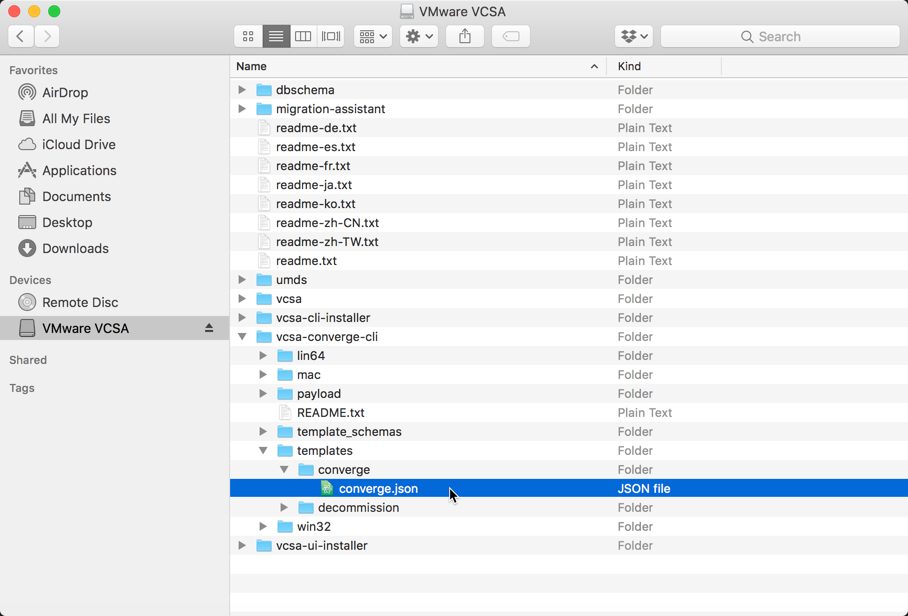 VMware VCSA
Search
Favorites
AirDrop
All My Files
iCloud Drive
Applications
Documents
Desktop
Downloads
Devices
Remote Disc
VMware VCSA
Shared
Tags
Name Kind
dbschema Folder
migration-assistant Folder
readme-de.txt Plain Text
readme-es.txt Plain Text
readme-fr.txt Plain Text
readme-ja.txt Plain Text
readme-ko.txt Plain Text
readme-zh-CN.txt Plain Text
readme-zh-TW.txt Plain Text
readme.txt Plain Text
umds Folder
vcsa Folder
vcsa-cli-installer Folder
vcsa-converge-cli Folder
lin64 Folder
mac Folder
payload Folder
README.txt Plain Text
template_schemas Folder
templates Folder
converge Folder
converge.json JSON file
decommission Folder
win32 Folder
vcsa-ui-installer Folder